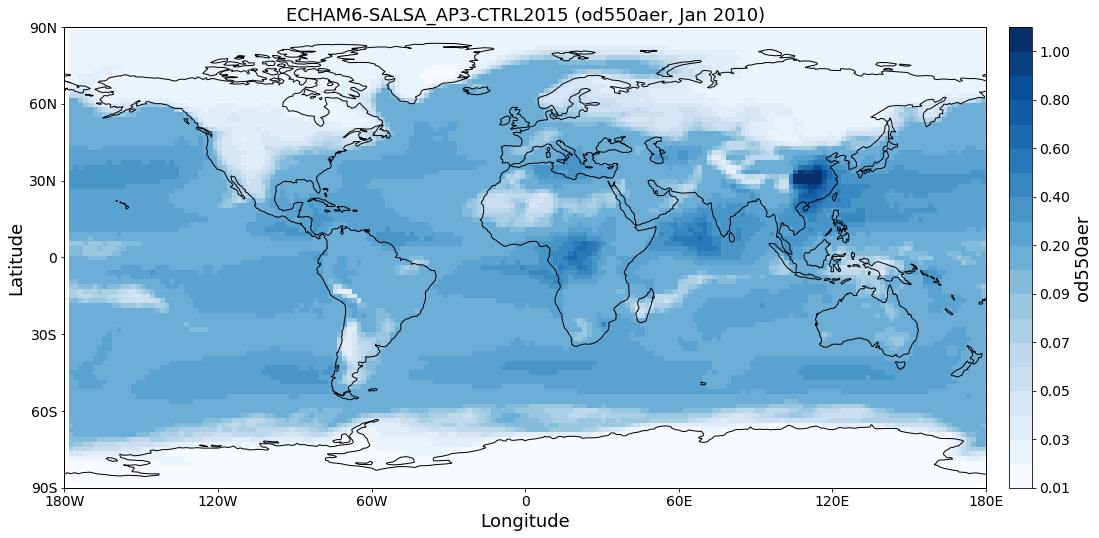 ECHAM6-SALSA_AP3-CTRL2015 (od550aer, Jan 2010)
90N
60N
30N
0
30S
60S
90S
Latitude
180W
120W
60W
0
60E
120E
180E
Longitude
1.00
0.80
0.60
0.40
0.20
0.09
0.07
0.05
0.03
0.01
od550aer